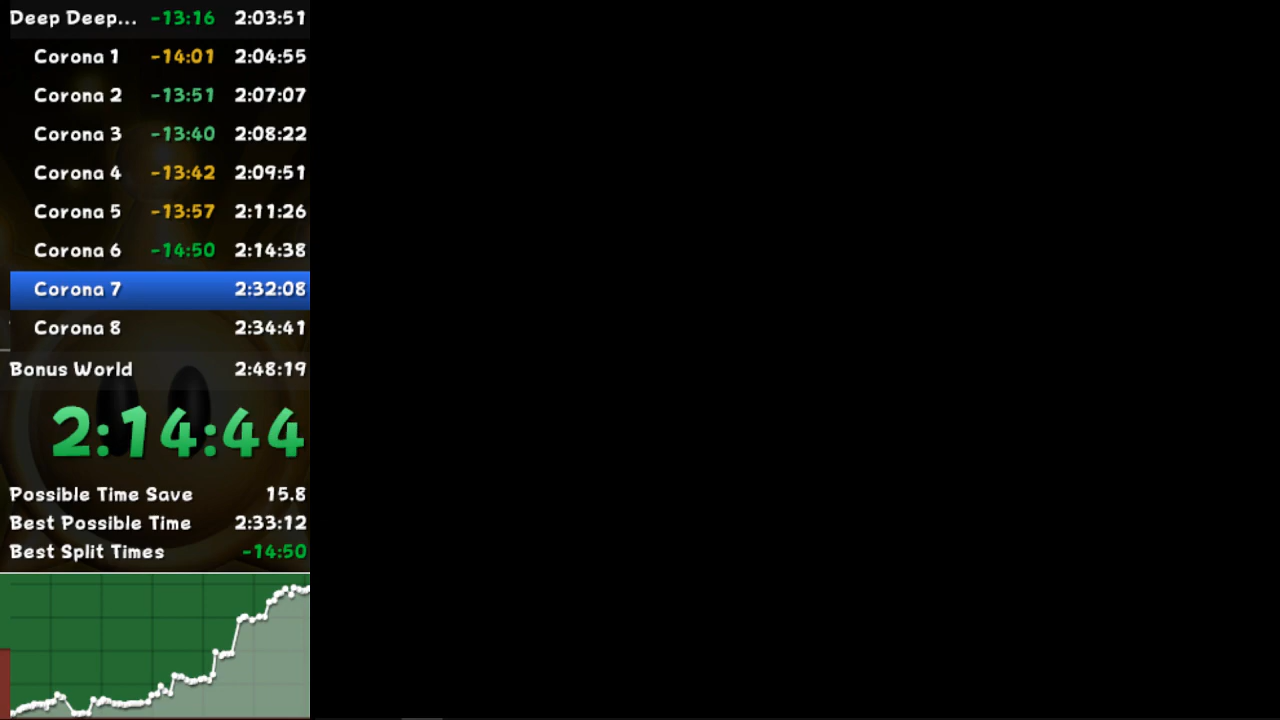 Deep Deep... -13:16 2:03:51
Corona 1 -14:01 2:04:55
Corona 2 -13:51 2:07:07
Corona 3 -13:40 2:08:22
Corona 4 -13:42 2:09:51
Corona 5 -13:57 2:11:26
Corona 6 -14:50 2:14:38
Corona 7 2:32:08
Corona 8 2:34:41
Bonus World 2:48:19
2:14:44
Possible Time Save 15.8
Best Possible Time 2:33:12
Best Split Times -14:50